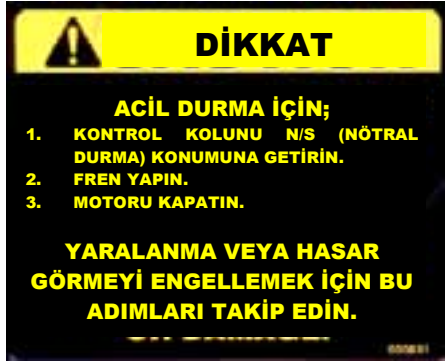 DİKKAT
ACİL DURMA İÇİN;
1. KONTROL KOLUNU N/S (NÖTRAL
DURMA) KONUMUNA GETİRİN.
2. FREN YAPIN.
3. MOTORU KAPATIN.
YARALANMA VEYA HASAR
GÖRMEYİ ENGELLEMEK İÇİN BU
ADIMLARI TAKİP EDİN.